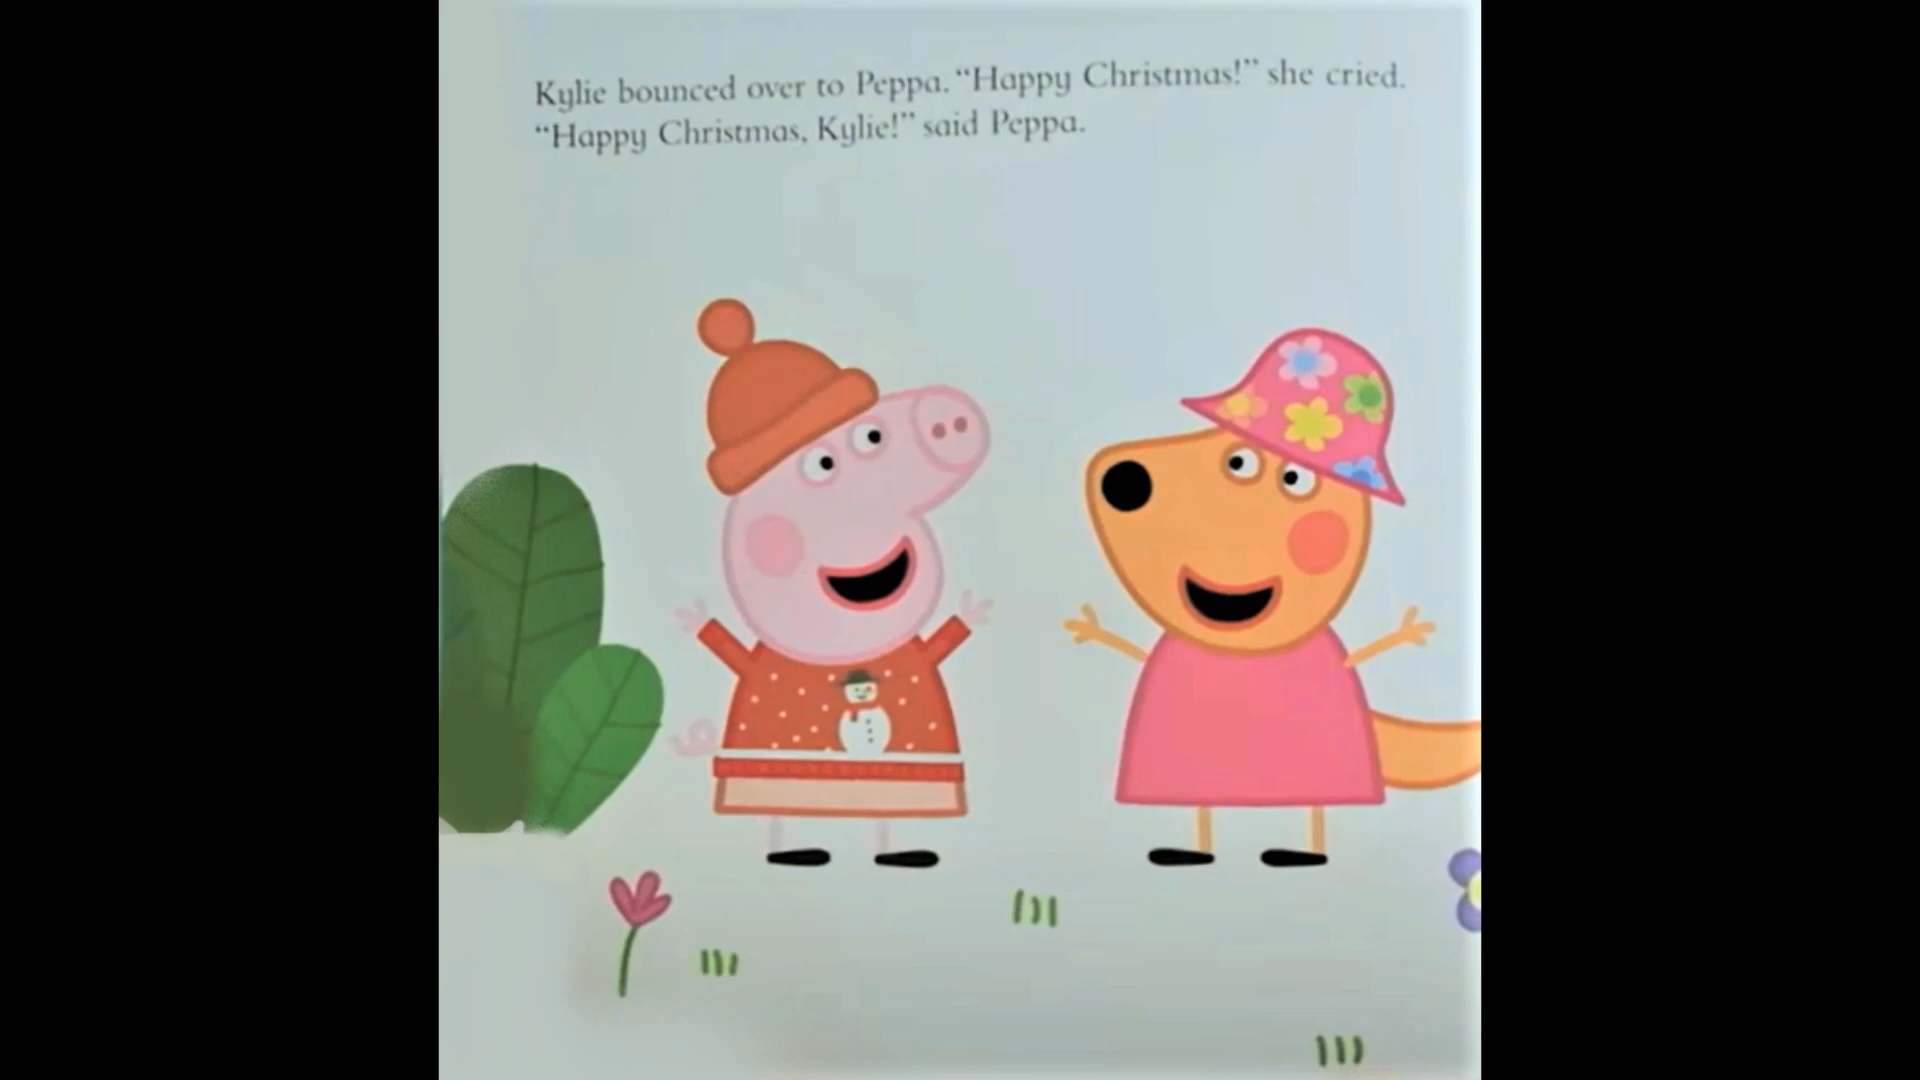 Kylie bounced over to Peppa. “Happy Christmas!” she cried.
“Happy Christmas, Kylie!” said Peppa.